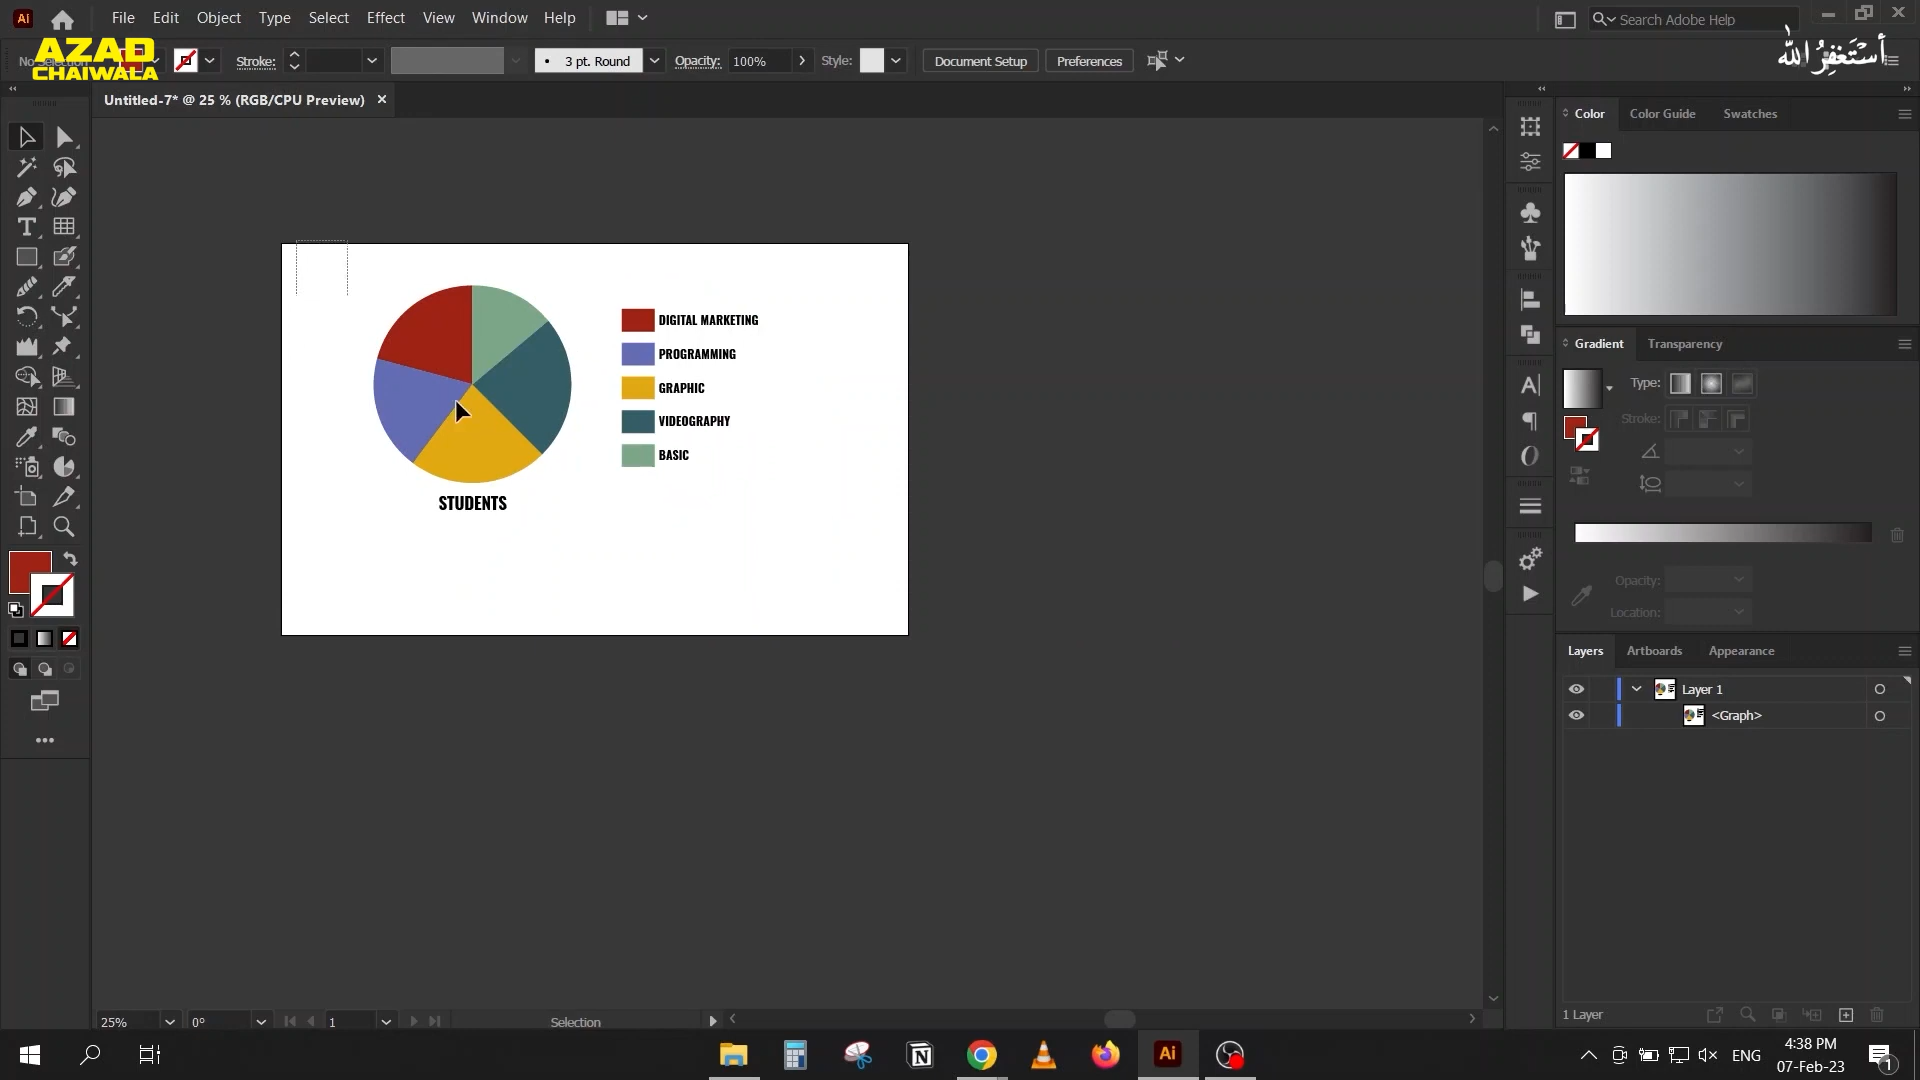 File Edit Object Type Select Effect View Window Help
Search Adobe Help
AZAD
CHAIWALA
أستغفر الله
Stroke:
3 pt. Round
Opacity: 100%
Style:
Document Setup
Preferences
Untitled-7* @ 25 % (RGB/CPU Preview)
Color Color Guide Swatches
DIGITAL MARKETING
PROGRAMMING
GRAPHIC
VIDEOGRAPHY
BASIC
STUDENTS
Gradient Transparency
Type:
Stroke:
Opacity:
Location:
Layers Artboards Appearance
Layer 1
<Graph>
1 Layer
25% 0° 1 Selection
ENG
4:38 PM
07-Feb-23
1